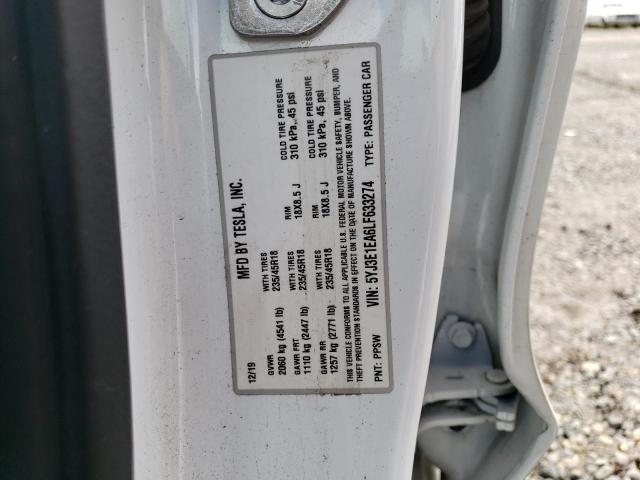 12/19 MFD BY TESLA, INC.
GVWR WITH TIRES RIM COLD TIRE PRESSURE
2060 kg (4541 lb) 235/45R18 18X8.5 J 310 kPa, 45 psi
GAWR FRT WITH TIRES RIM COLD TIRE PRESSURE
1110 kg (2447 lb) 235/45R18 18X8.5 J 310 kPa, 45 psi
GAWR RR WITH TIRES
1257 kg (2771 lb) 235/45R18
THIS VEHICLE CONFORMS TO ALL APPLICABLE U.S. FEDERAL MOTOR VEHICLE SAFETY, BUMPER, AND
THEFT PREVENTION STANDARDS IN EFFECT ON THE DATE OF MANUFACTURE SHOWN ABOVE.
VIN: 5YJ3E1EA6LF633274
PNT: PPSW TYPE: PASSENGER CAR